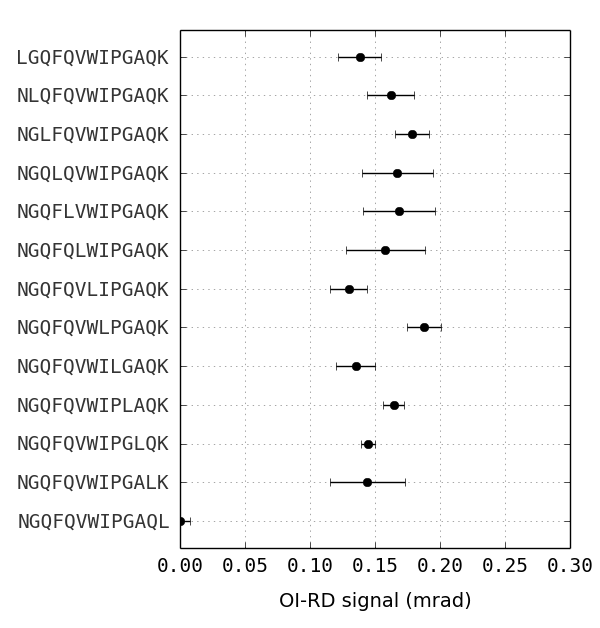 LGQFQVWIPGAQK
NLQFQVWIPGAQK
NGLFQVWIPGAQK
NGQLQVWIPGAQK
NGQFLVWIPGAQK
NGQFQLWIPGAQK
NGQFQVLIPGAQK
NGQFQVWLPGAQK
NGQFQVWILGAQK
NGQFQVWIPLAQK
NGQFQVWIPGLQK
NGQFQVWIPGALK
NGQFQVWIPGAQL
0.00 0.05 0.10 0.15 0.20 0.25 0.30
OI-RD signal (mrad)